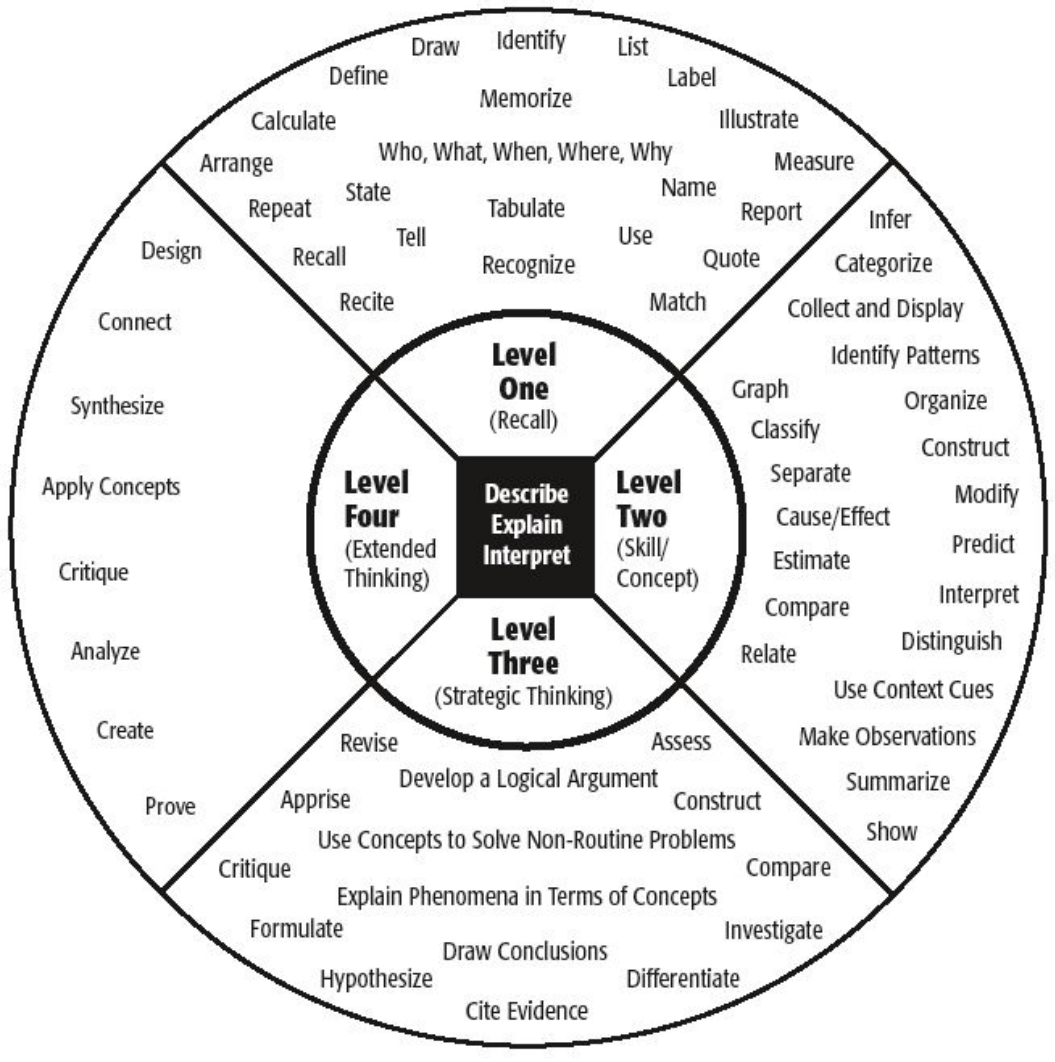 Draw
Identify
List
Define
Label
Memorize
Calculate
Illustrate
Who, What, When, Where, Why
Arrange
Measure
State
Name
Repeat
Tabulate
Report
Tell
Use
Recall
Recognize
Quote
Recite
Match
Level
One
(Recall)
Infer
Categorize
Collect and Display
Identify Patterns
Graph
Organize
Classify
Construct
Separate
Modify
Cause/Effect
Predict
Estimate
Interpret
Compare
Distinguish
Relate
Use Context Cues
Make Observations
Summarize
Show
Level
Two
(Skill/
Concept)
Describe
Explain
Interpret
Level
Three
(Strategic Thinking)
Revise
Assess
Develop a Logical Argument
Apprise
Construct
Use Concepts to Solve Non-Routine Problems
Critique
Compare
Explain Phenomena in Terms of Concepts
Formulate
Investigate
Draw Conclusions
Hypothesize
Differentiate
Cite Evidence
Level
Four
(Extended
Thinking)
Design
Connect
Synthesize
Apply Concepts
Critique
Analyze
Create
Prove